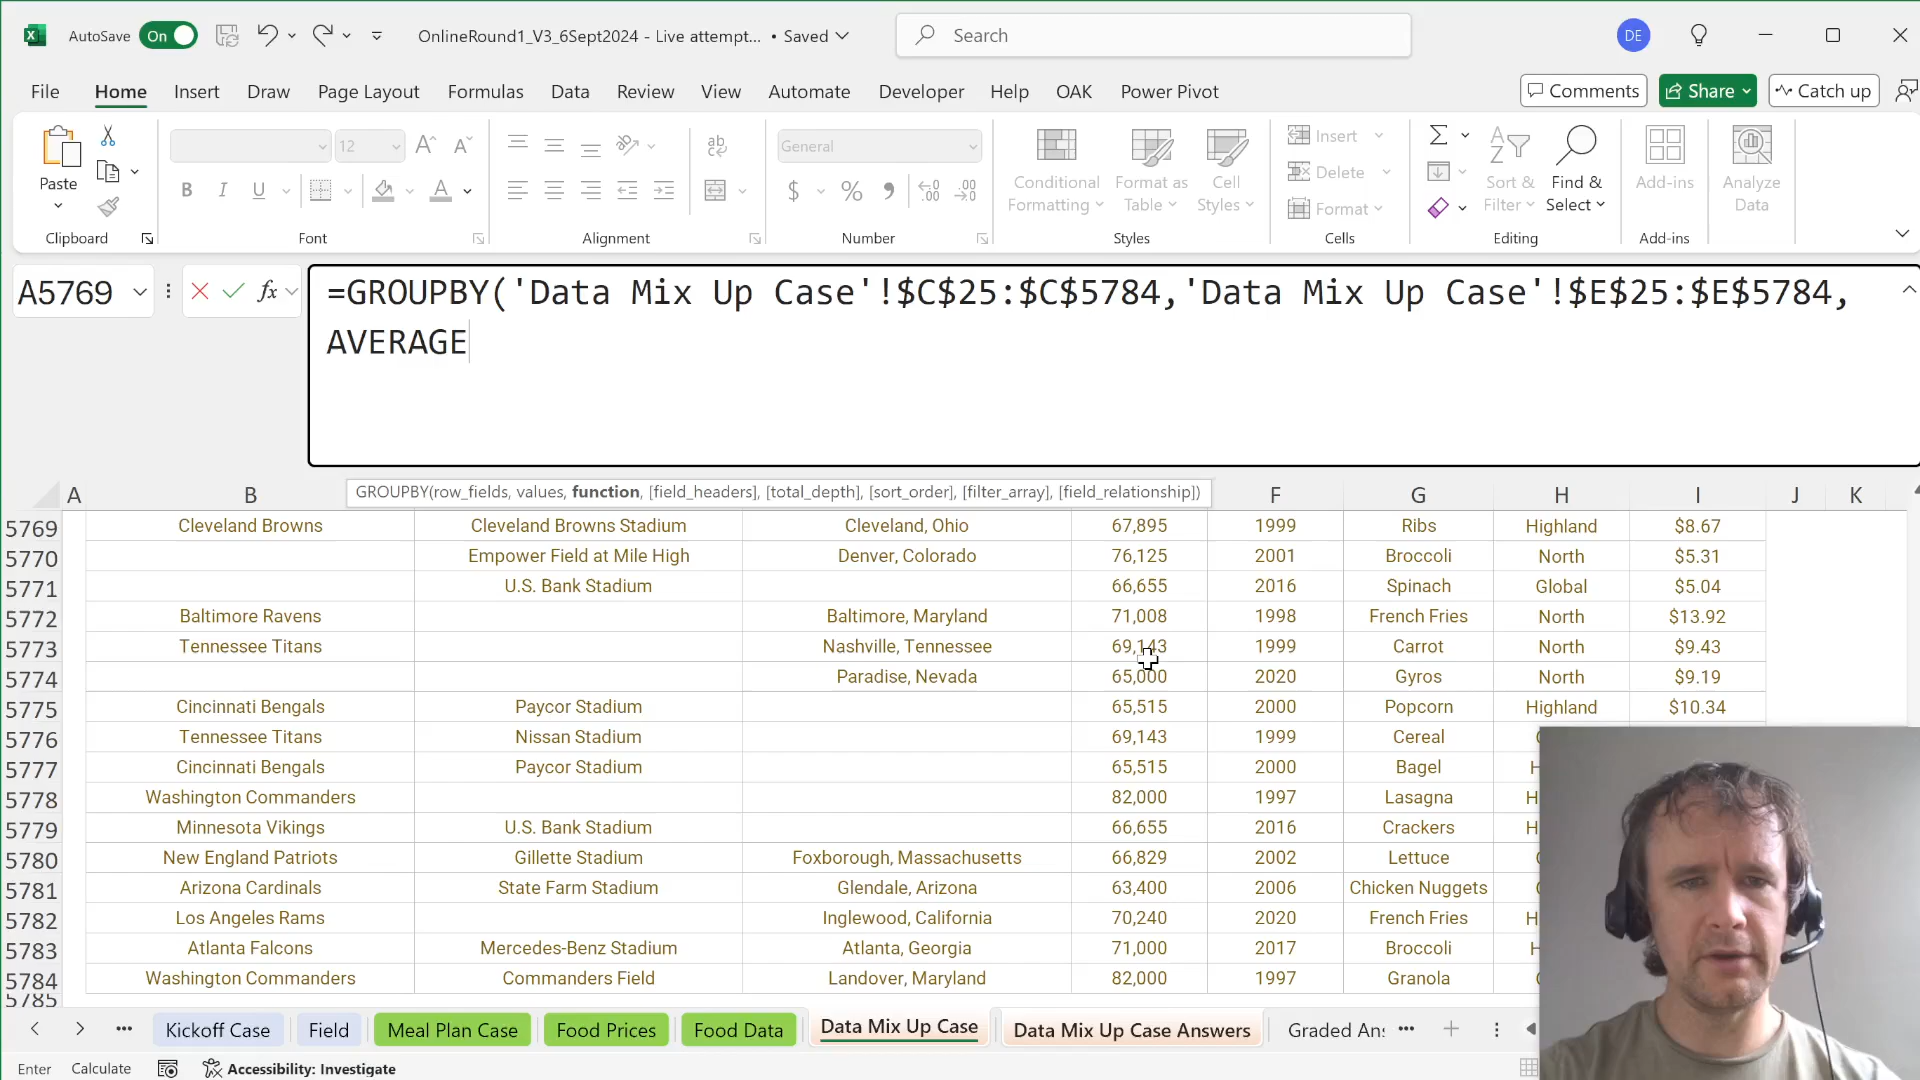 AutoSave On OnlineRound1_V3_6Sept2024 - Live attempt... • Saved Search DE
File Home Insert Draw Page Layout Formulas Data Review View Automate Developer Help OAK Power Pivot Comments Share Catch up
Paste 12 General
B I U ab $ % Conditional Formatting Format as Table Cell Styles Insert Delete Format Sort & Filter Find & Select Add-ins Analyze Data
Clipboard Font Alignment Number Styles Cells Editing Add-ins
A5769 fx =GROUPBY('Data Mix Up Case'!$C$25:$C$5784,'Data Mix Up Case'!$E$25:$E$5784,
AVERAGE
GROUPBY(row_fields, values, function, [field_headers], [total_depth], [sort_order], [filter_array], [field_relationship])
A B F G H I J K
5769 Cleveland Browns Cleveland Browns Stadium Cleveland, Ohio 67,895 1999 Ribs Highland $8.67
5770 Empower Field at Mile High Denver, Colorado 76,125 2001 Broccoli North $5.31
5771 U.S. Bank Stadium 66,655 2016 Spinach Global $5.04
5772 Baltimore Ravens Baltimore, Maryland 71,008 1998 French Fries North $13.92
5773 Tennessee Titans Nashville, Tennessee 69,143 1999 Carrot North $9.43
5774 Paradise, Nevada 65,000 2020 Gyros North $9.19
5775 Cincinnati Bengals Paycor Stadium 65,515 2000 Popcorn Highland $10.34
5776 Tennessee Titans Nissan Stadium 69,143 1999 Cereal
5777 Cincinnati Bengals Paycor Stadium 65,515 2000 Bagel H
5778 Washington Commanders 82,000 1997 Lasagna H
5779 Minnesota Vikings U.S. Bank Stadium 66,655 2016 Crackers H
5780 New England Patriots Gillette Stadium Foxborough, Massachusetts 66,829 2002 Lettuce
5781 Arizona Cardinals State Farm Stadium Glendale, Arizona 63,400 2006 Chicken Nuggets
5782 Los Angeles Rams Inglewood, California 70,240 2020 French Fries H
5783 Atlanta Falcons Mercedes-Benz Stadium Atlanta, Georgia 71,000 2017 Broccoli H
5784 Washington Commanders Commanders Field Landover, Maryland 82,000 1997 Granola
5785
Kickoff Case Field Meal Plan Case Food Prices Food Data Data Mix Up Case Data Mix Up Case Answers Graded An
Enter Calculate Accessibility: Investigate